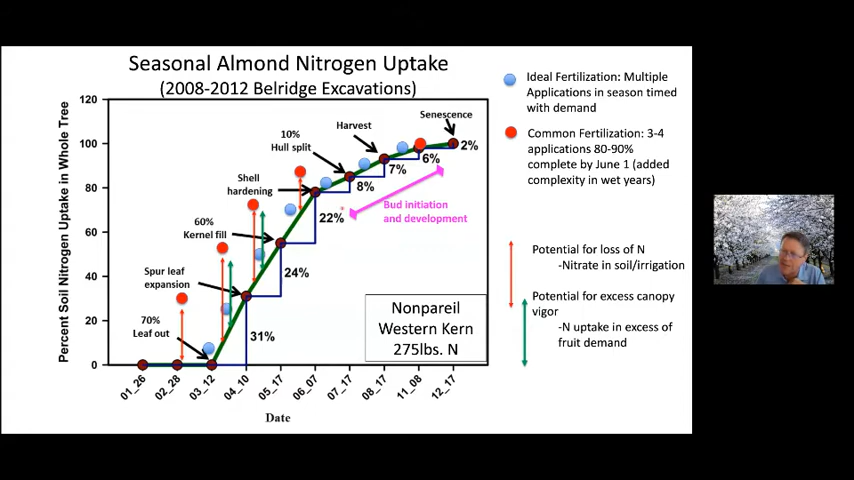 Seasonal Almond Nitrogen Uptake
(2008-2012 Belridge Excavations)
Percent Soil Nitrogen Uptake in Whole Tree
120
100
80
60
40
20
0
01_26
02_28
03_12
04_10
05_17
06_07
07_17
08_17
11_08
12_17
Date
70%
Leaf out
Spur leaf
expansion
60%
Kernel fill
Shell
hardening
10%
Hull split
Harvest
Senescence
31%
24%
22%
8%
7%
6%
2%
Bud initiation
and development
Nonpareil
Western Kern
275lbs. N
Ideal Fertilization: Multiple
Applications in season timed
with demand
Common Fertilization: 3-4
applications 80-90%
complete by June 1 (added
complexity in wet years)
Potential for loss of N
-Nitrate in soil/irrigation
Potential for excess canopy
vigor
-N uptake in excess of
fruit demand